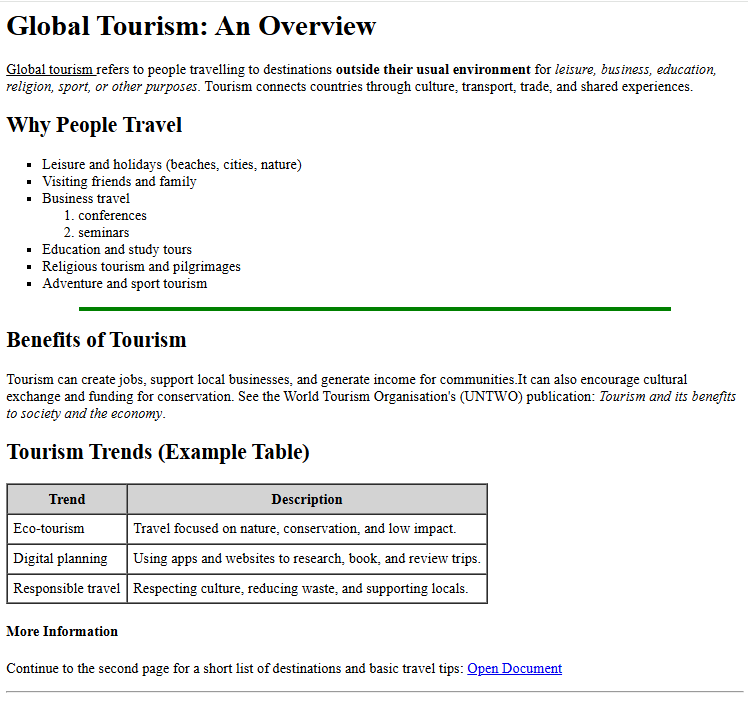 Global Tourism: An Overview
Global tourism refers to people travelling to destinations outside their usual environment for leisure, business, education,
religion, sport, or other purposes. Tourism connects countries through culture, transport, trade, and shared experiences.
Why People Travel
▪ Leisure and holidays (beaches, cities, nature)
▪ Visiting friends and family
▪ Business travel
1. conferences
2. seminars
▪ Education and study tours
▪ Religious tourism and pilgrimages
▪ Adventure and sport tourism
Benefits of Tourism
Tourism can create jobs, support local businesses, and generate income for communities.It can also encourage cultural
exchange and funding for conservation. See the World Tourism Organisation's (UNTWO) publication: Tourism and its benefits
to society and the economy.
Tourism Trends (Example Table)
Trend Description
Eco-tourism Travel focused on nature, conservation, and low impact.
Digital planning Using apps and websites to research, book, and review trips.
Responsible travel Respecting culture, reducing waste, and supporting locals.
More Information
Continue to the second page for a short list of destinations and basic travel tips: Open Document